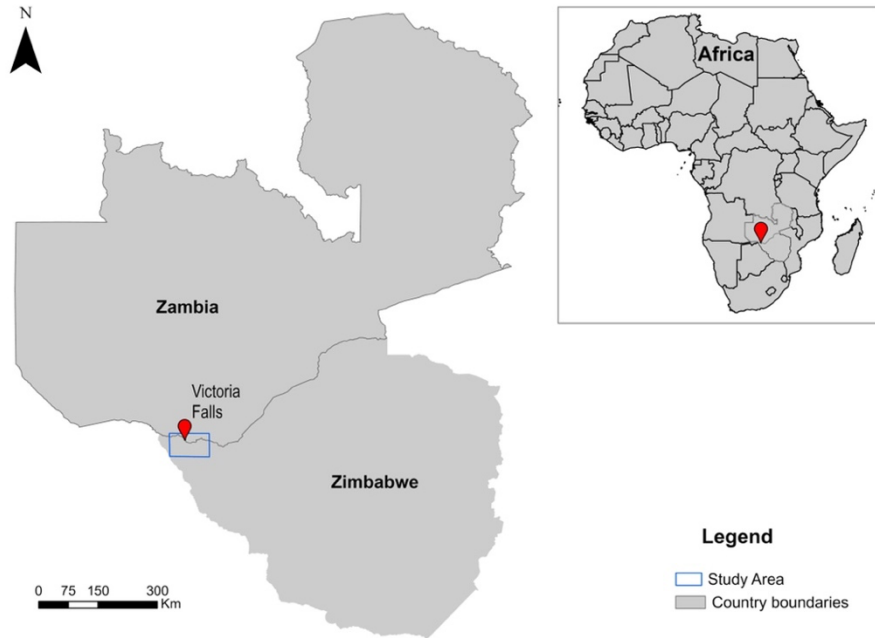 N
Africa
Zambia
Victoria
Falls
Zimbabwe
Legend
Study Area
Country boundaries
0 75 150 300
Km